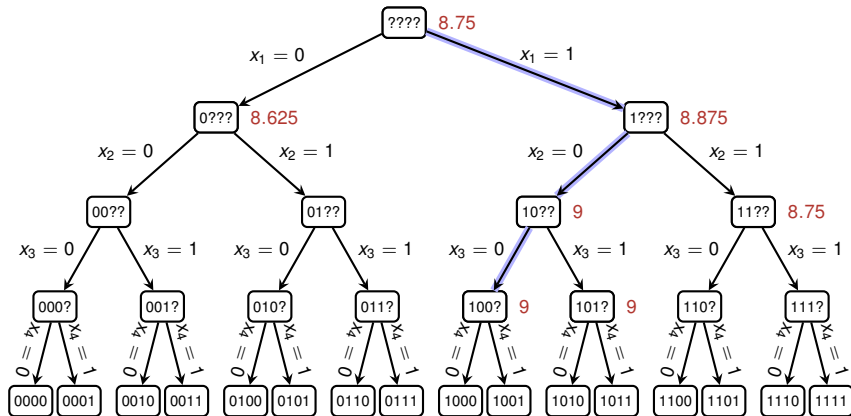 ???? 8.75
x₁ = 0 x₁ = 1
0??? 8.625 1??? 8.875
x₂ = 0 x₂ = 1 x₂ = 0 x₂ = 1
00?? 01?? 10?? 9 11?? 8.75
x₃ = 0 x₃ = 1 x₃ = 0 x₃ = 1 x₃ = 0 x₃ = 1 x₃ = 0 x₃ = 1
000? 001? 010? 011? 100? 9 101? 9 110? 111?
x₄ = 0 x₄ = 1 x₄ = 0 x₄ = 1 x₄ = 0 x₄ = 1 x₄ = 0 x₄ = 1 x₄ = 0 x₄ = 1 x₄ = 0 x₄ = 1 x₄ = 0 x₄ = 1 x₄ = 0 x₄ = 1
0000 0001 0010 0011 0100 0101 0110 0111 1000 1001 1010 1011 1100 1101 1110 1111